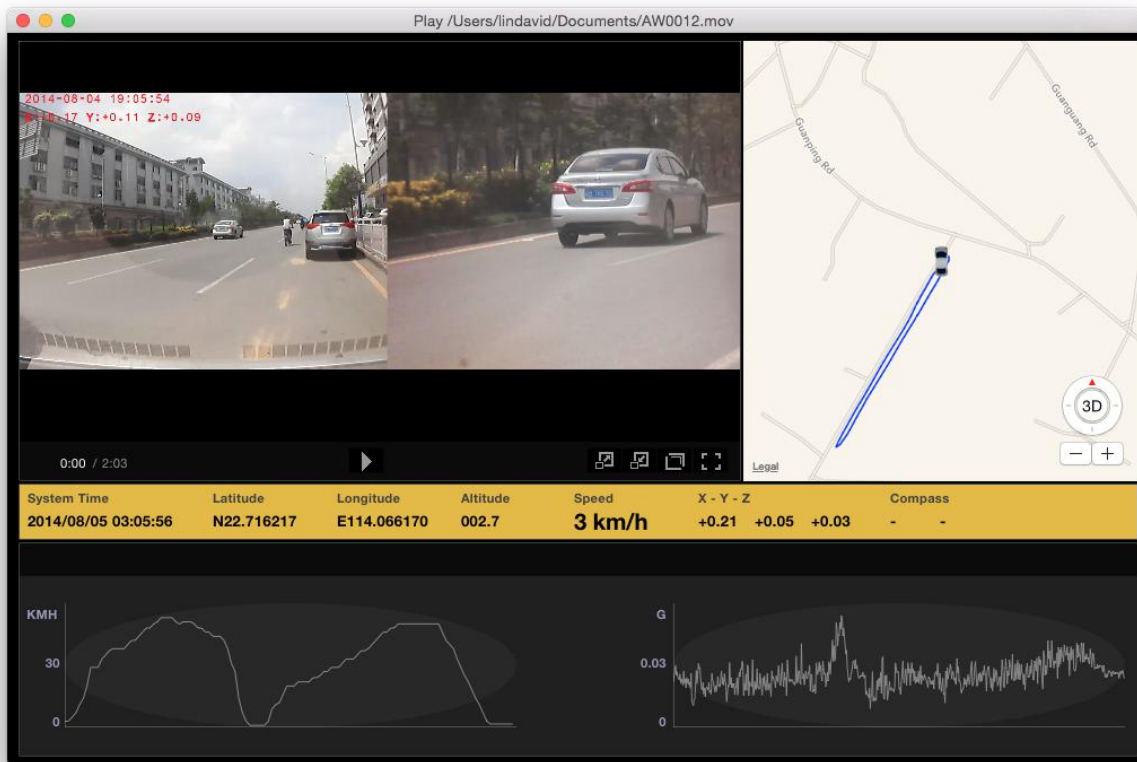 Play /Users/lindavid/Documents/AW0012.mov
2014-08-04 19:05:54
Y:+0.11 Z:+0.09
Guanping Rd
Guanguang Rd
3D
Legal
0:00 / 2:03
System Time Latitude Longitude Altitude Speed X - Y - Z Compass
2014/08/05 03:05:56 N22.716217 E114.066170 002.7 3 km/h +0.21 +0.05 +0.03 - -
KMH
30
0
G
0.03
0